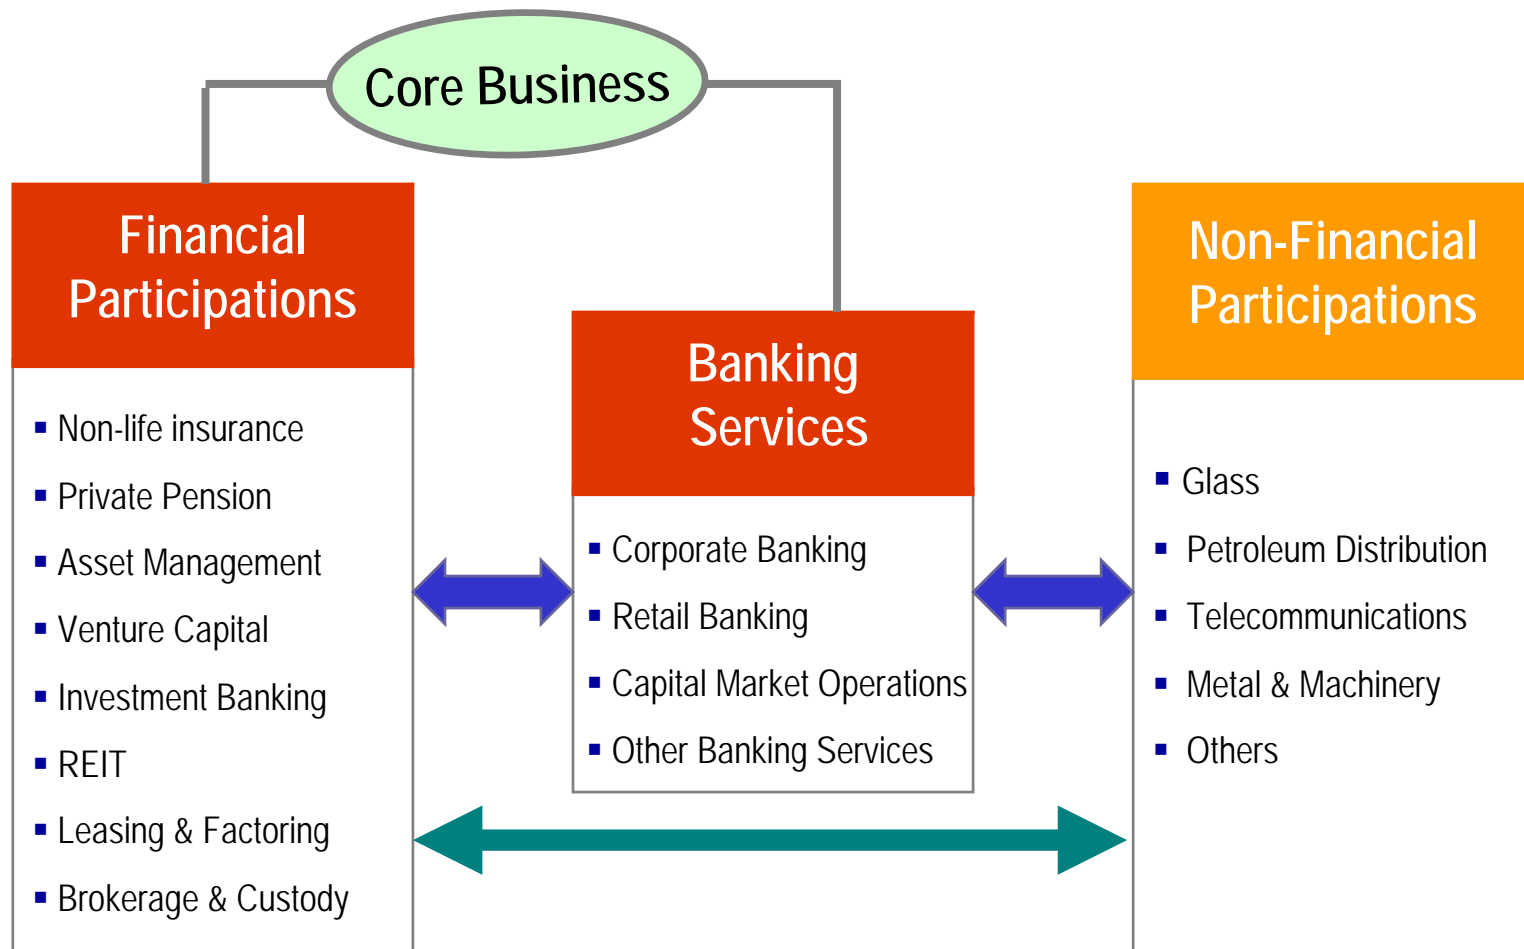 Core Business
Financial
Participations
Non-life insurance
Private Pension
Asset Management
Venture Capital
Investment Banking
REIT
Leasing & Factoring
Brokerage & Custody
Banking
Services
Corporate Banking
Retail Banking
Capital Market Operations
Other Banking Services
Non-Financial
Participations
Glass
Petroleum Distribution
Telecommunications
Metal & Machinery
Others